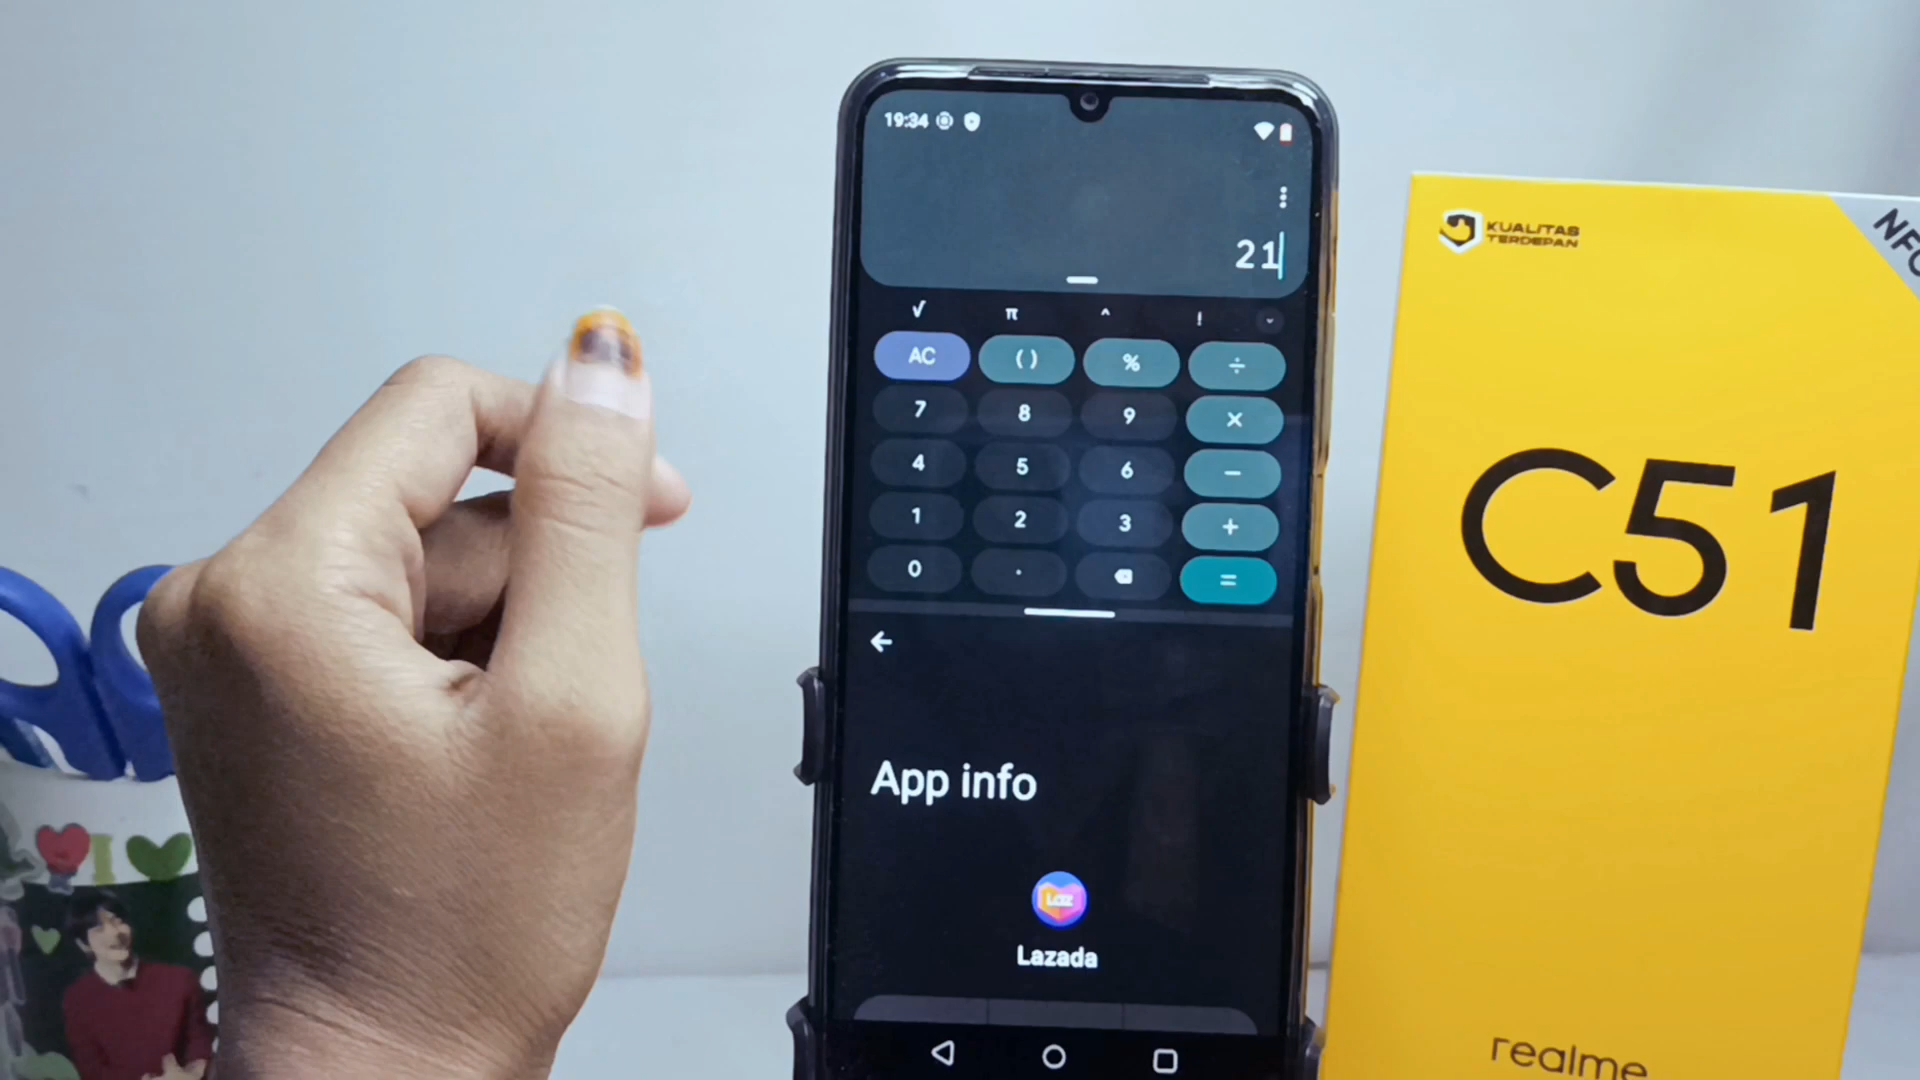 19:34
21
√ π ^ !
AC () % ÷
7 8 9 ×
4 5 6 −
1 2 3 +
0 . =
App info
Laz
Lazada
I
KUALITAS
TERDEPAN
NFC
C51
realme